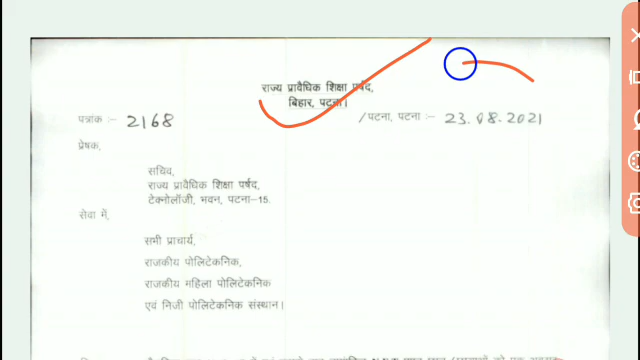 राज्य प्रावैधिक शिक्षा पर्षद,
बिहार, पटना।
पत्रांक :- 2168 /पटना, पटना :- 23.08.2021
प्रेषक,
सचिव,
राज्य प्रावैधिक शिक्षा पर्षद,
टेक्नोलॉजी, भवन, पटना-15.
सेवा में,
सभी प्राचार्य,
राजकीय पोलिटेकनिक,
राजकीय महिला पोलिटेकनिक
एवं निजी पोलिटेकनिक संस्थान।